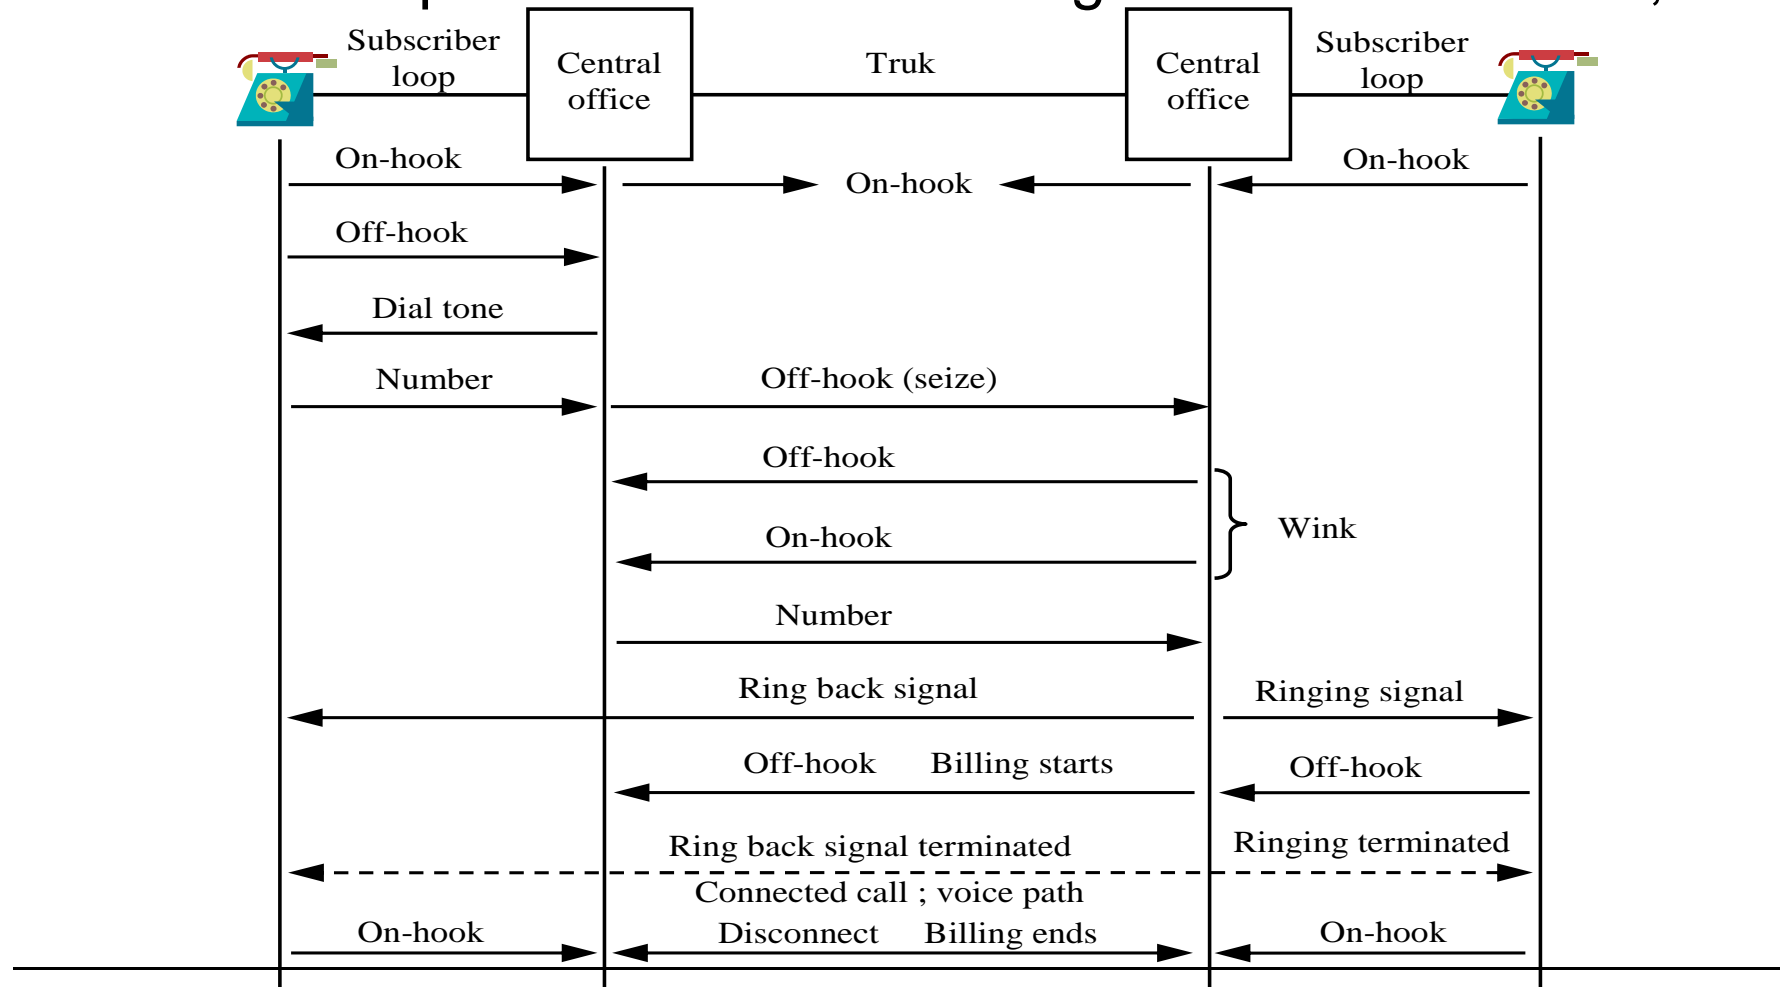 Subscriber
loop
Central
office
Truk
Central
office
Subscriber
loop
On-hook
On-hook
On-hook
Off-hook
Dial tone
Number
Off-hook (seize)
Off-hook
Wink
On-hook
Number
Ring back signal
Ringing signal
Off-hook Billing starts
Off-hook
Ring back signal terminated
Ringing terminated
Connected call ; voice path
On-hook
Disconnect Billing ends
On-hook